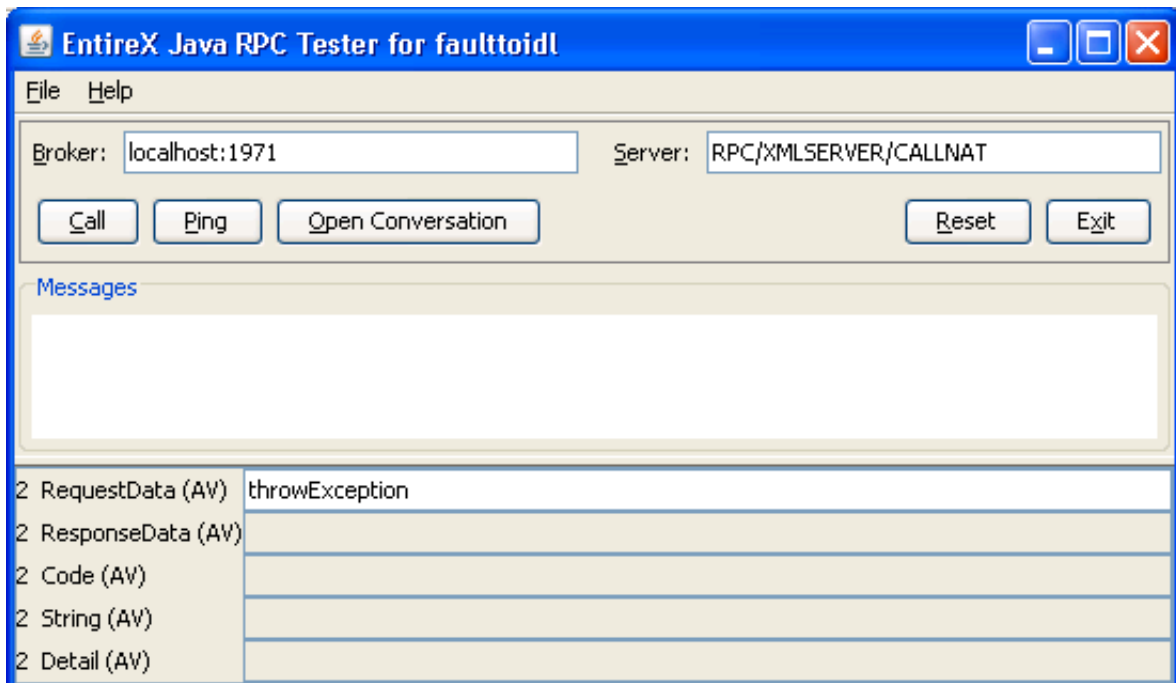 EntireX Java RPC Tester for faulttoidl
File Help
Broker: localhost:1971 Server: RPC/XMLSERVER/CALLNAT
Call Ping Open Conversation Reset Exit
Messages
2 RequestData (AV) throwException
2 ResponseData (AV)
2 Code (AV)
2 String (AV)
2 Detail (AV)